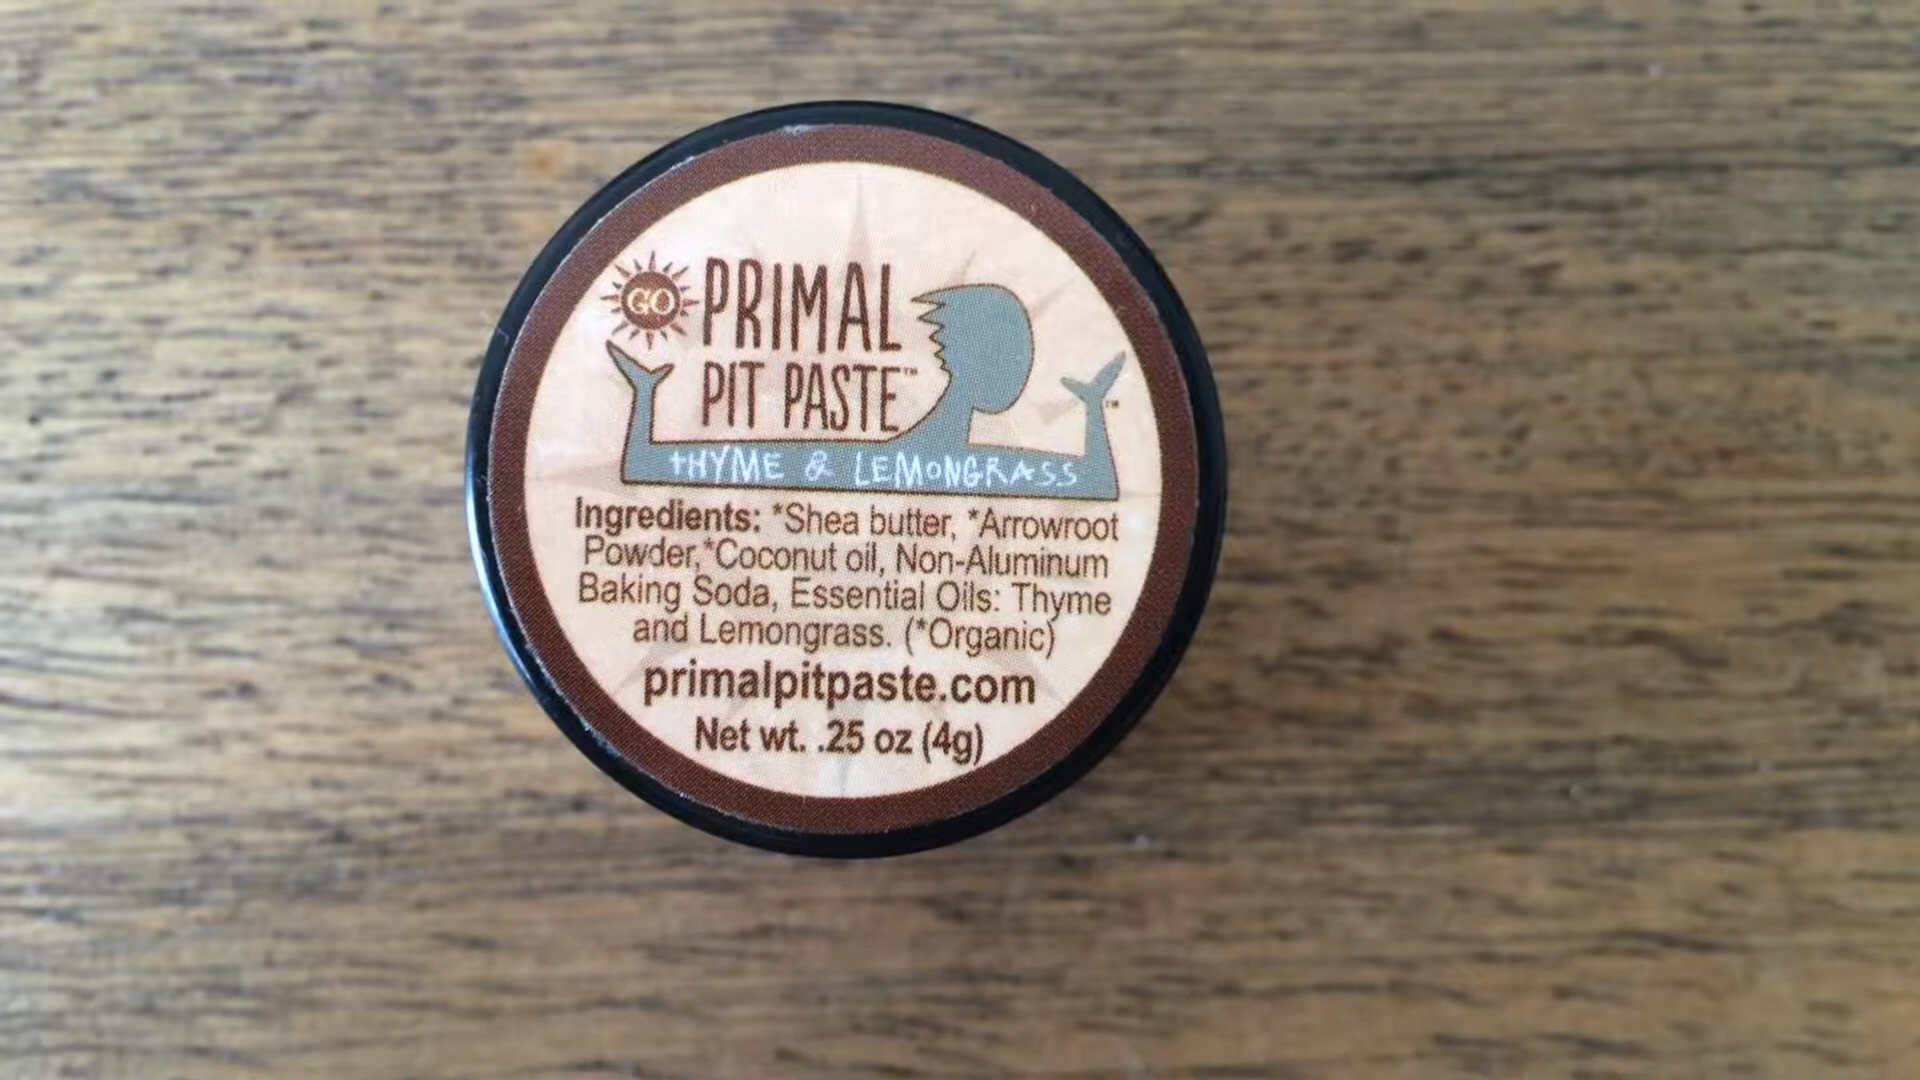 GO
PRIMAL
PIT PASTE™
™
tHYME & LEMONGRASS
Ingredients: *Shea butter, *Arrowroot
Powder,*Coconut oil, Non-Aluminum
Baking Soda, Essential Oils: Thyme
and Lemongrass. (*Organic)
primalpitpaste.com
Net wt. .25 oz (4g)